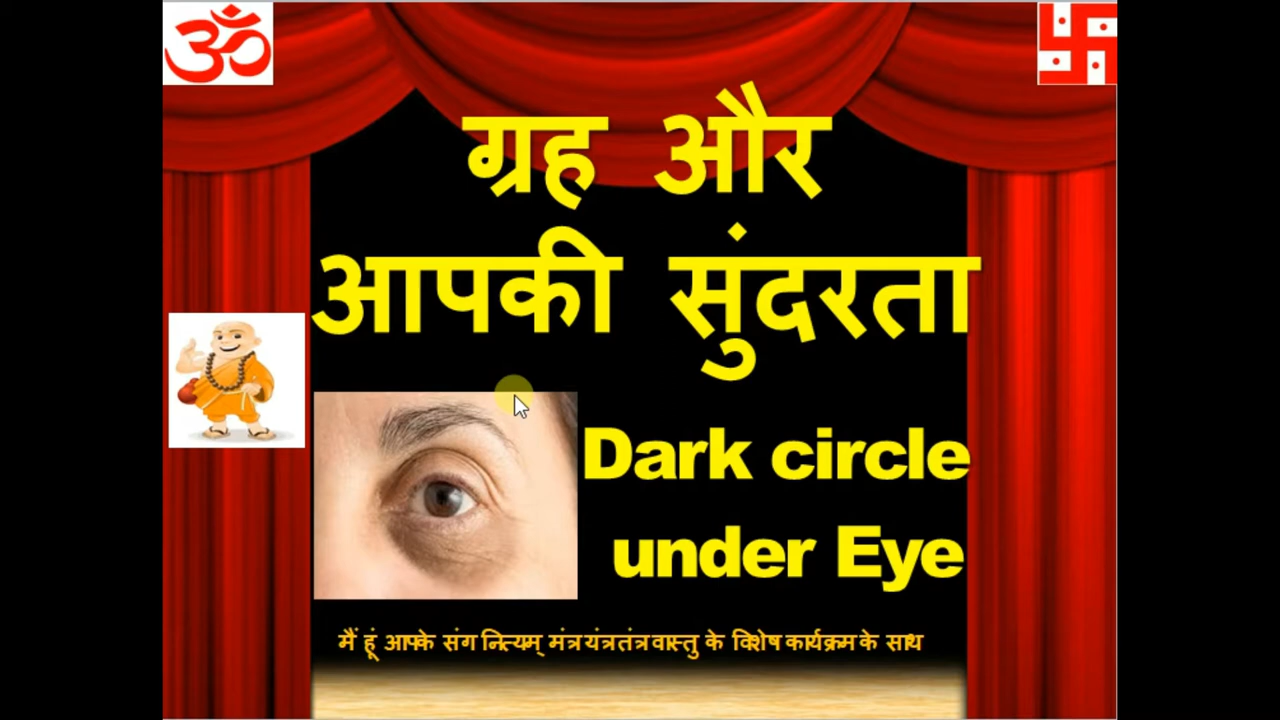 ॐ
ग्रह और
आपकी सुंदरता
Dark circle
under Eye
मैं हूं आपके संग नित्यम् मंत्र यंत्र तंत्र वास्तु के विशेष कार्यक्रम के साथ